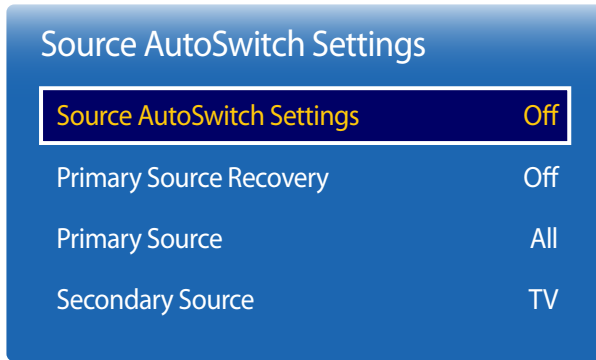 Source AutoSwitch Settings
Source AutoSwitch Settings Off
Primary Source Recovery Off
Primary Source All
Secondary Source TV